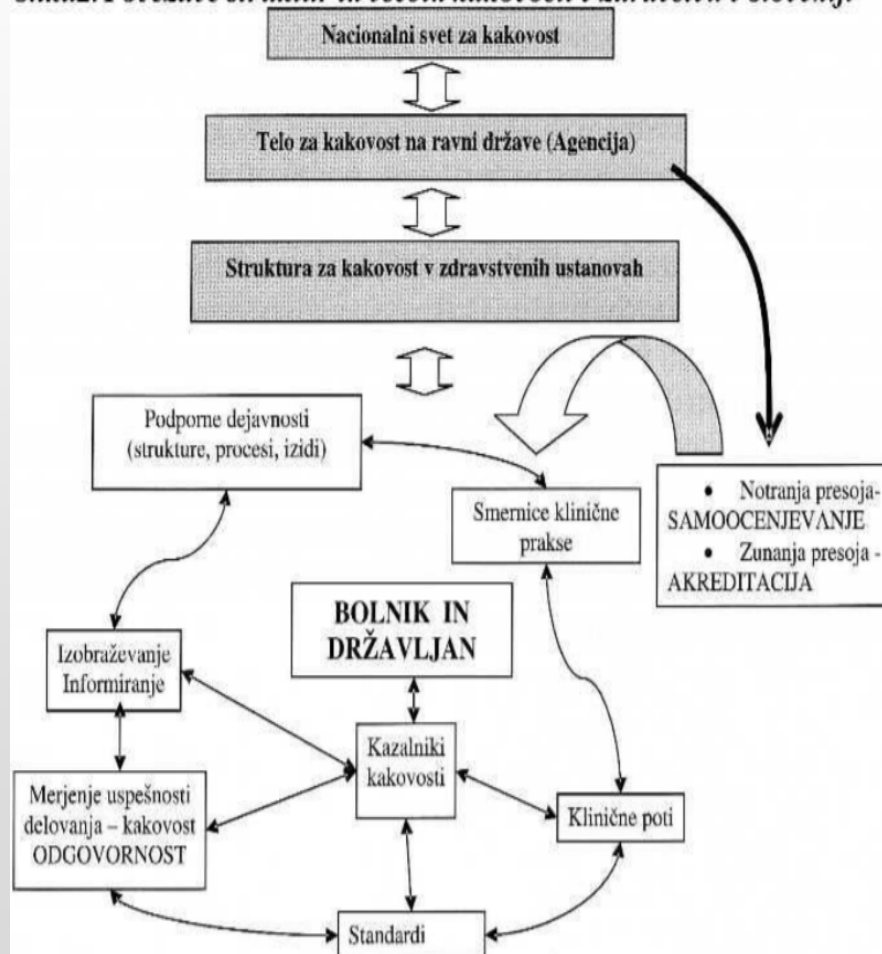 Nacionalni svet za kakovost
Telo za kakovost na ravni države (Agencija)
Struktura za kakovost v zdravstvenih ustanovah
Podporne dejavnosti
(strukture, procesi, izidi)
Smernice klinične
prakse
• Notranja presoja-
SAMOOCENJEVANJE
• Zunanja presoja -
AKREDITACIJA
BOLNIK IN
DRŽAVLJAN
Izobraževanje
Informiranje
Kazalniki
kakovosti
Merjenje uspešnosti
delovanja – kakovost
ODGOVORNOST
Klinične poti
Standardi